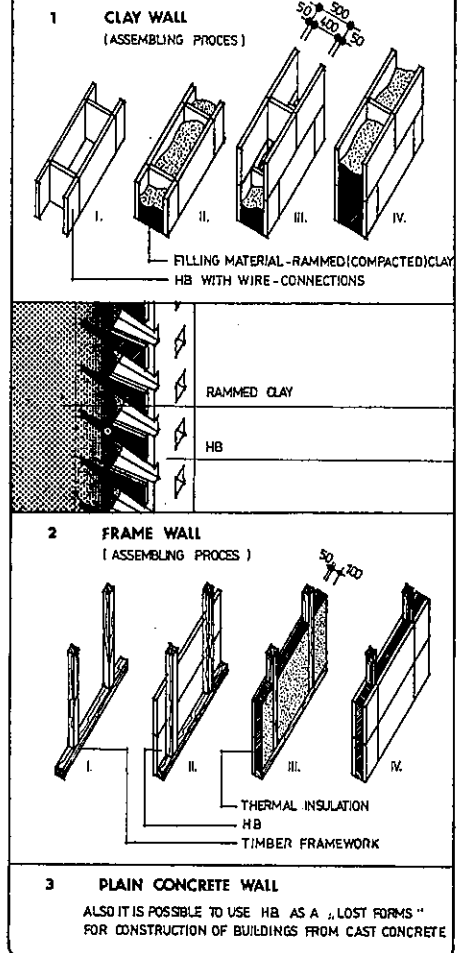 1 CLAY WALL
(ASSEMBLING PROCES)
50 500
400 50
I. II. III. IV.
FILLING MATERIAL-RAMMED(COMPACTED)CLAY
HB WITH WIRE-CONNECTIONS
RAMMED CLAY
HB
2 FRAME WALL
(ASSEMBLING PROCES)
50 100
I. II. III. IV.
THERMAL INSULATION
HB
TIMBER FRAMEWORK
3 PLAIN CONCRETE WALL
ALSO IT IS POSSIBLE TO USE HB AS A „LOST FORMS"
FOR CONSTRUCTION OF BUILDINGS FROM CAST CONCRETE